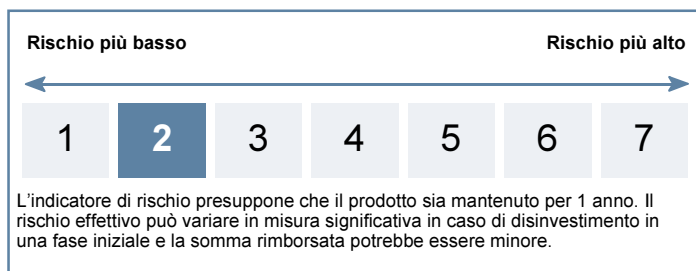 Rischio più basso Rischio più alto
1 2 3 4 5 6 7
L'indicatore di rischio presuppone che il prodotto sia mantenuto per 1 anno. Il
rischio effettivo può variare in misura significativa in caso di disinvestimento in
una fase iniziale e la somma rimborsata potrebbe essere minore.